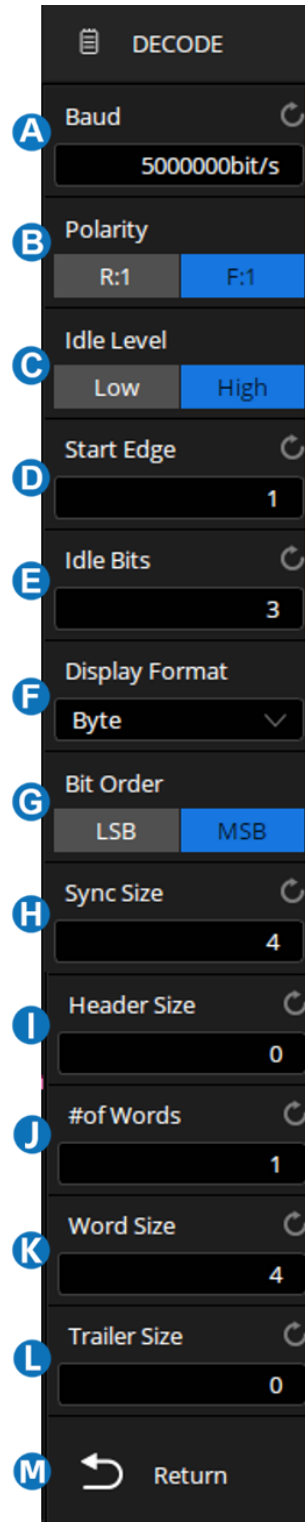 DECODE
A
Baud
5000000bit/s
B
Polarity
R:1 F:1
C
Idle Level
Low High
D
Start Edge
1
E
Idle Bits
3
F
Display Format
Byte
G
Bit Order
LSB MSB
H
Sync Size
4
I
Header Size
0
J
#of Words
1
K
Word Size
4
L
Trailer Size
0
M
Return